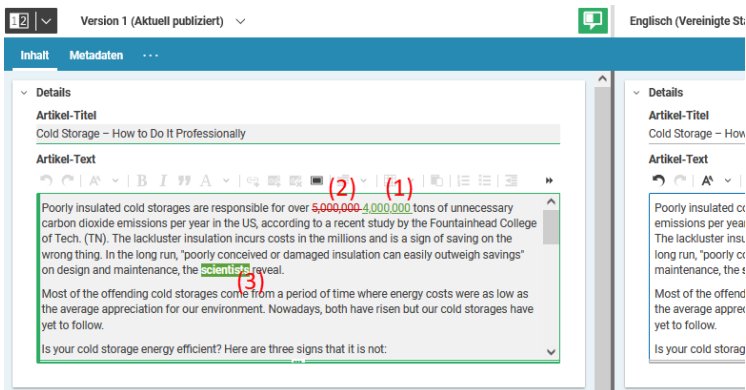 12 Version 1 (Aktuell publiziert) Englisch (Vereinigte Sta
Inhalt Metadaten ...
Details
Artikel-Titel
Cold Storage – How to Do It Professionally
Artikel-Text
B I A
(2) (1)
Poorly insulated cold storages are responsible for over 5,000,000 4,000,000 tons of unnecessary
carbon dioxide emissions per year in the US, according to a recent study by the Fountainhead College
of Tech. (TN). The lackluster insulation incurs costs in the millions and is a sign of saving on the
wrong thing. In the long run, "poorly conceived or damaged insulation can easily outweigh savings"
on design and maintenance, the scientists reveal.
(3)
Most of the offending cold storages come from a period of time where energy costs were as low as
the average appreciation for our environment. Nowadays, both have risen but our cold storages have
yet to follow.
Is your cold storage energy efficient? Here are three signs that it is not:
Details
Artikel-Titel
Cold Storage – How
Artikel-Text
Poorly insulated co
emissions per year
The lackluster insu
long run, "poorly co
maintenance, the s
Most of the offend
the average apprec
yet to follow.
Is your cold storag